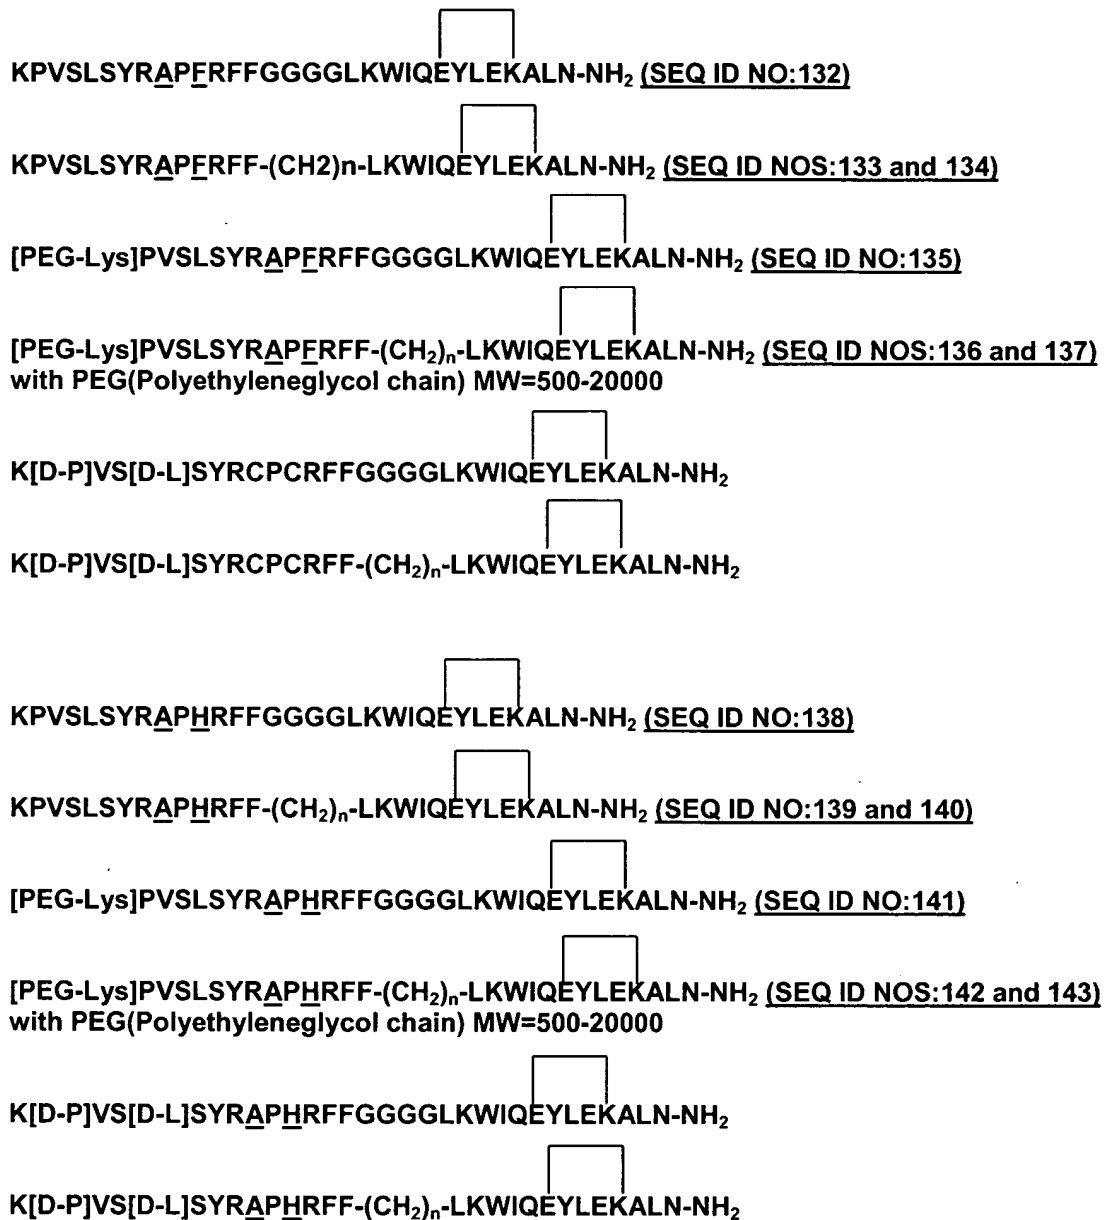 KPVSLSYRAPFRFFGGGGLKWIQEYLEKALN-NH₂ (SEQ ID NO:132)
KPVSLSYRAPFRFF-(CH2)n-LKWIQEYLEKALN-NH₂ (SEQ ID NOS:133 and 134)
[PEG-Lys]PVSLSYRAPFRFFGGGGLKWIQEYLEKALN-NH₂ (SEQ ID NO:135)
[PEG-Lys]PVSLSYRAPFRFF-(CH₂)ₙ-LKWIQEYLEKALN-NH₂ (SEQ ID NOS:136 and 137)
with PEG(Polyethyleneglycol chain) MW=500-20000
K[D-P]VS[D-L]SYRCPCRFFGGGGLKWIQEYLEKALN-NH₂
K[D-P]VS[D-L]SYRCPCRFF-(CH₂)ₙ-LKWIQEYLEKALN-NH₂
KPVSLSYRAPHRFFGGGGLKWIQEYLEKALN-NH₂ (SEQ ID NO:138)
KPVSLSYRAPHRFF-(CH₂)ₙ-LKWIQEYLEKALN-NH₂ (SEQ ID NO:139 and 140)
[PEG-Lys]PVSLSYRAPHRFFGGGGLKWIQEYLEKALN-NH₂ (SEQ ID NO:141)
[PEG-Lys]PVSLSYRAPHRFF-(CH₂)ₙ-LKWIQEYLEKALN-NH₂ (SEQ ID NOS:142 and 143)
with PEG(Polyethyleneglycol chain) MW=500-20000
K[D-P]VS[D-L]SYRAPHRFFGGGGLKWIQEYLEKALN-NH₂
K[D-P]VS[D-L]SYRAPHRFF-(CH₂)ₙ-LKWIQEYLEKALN-NH₂